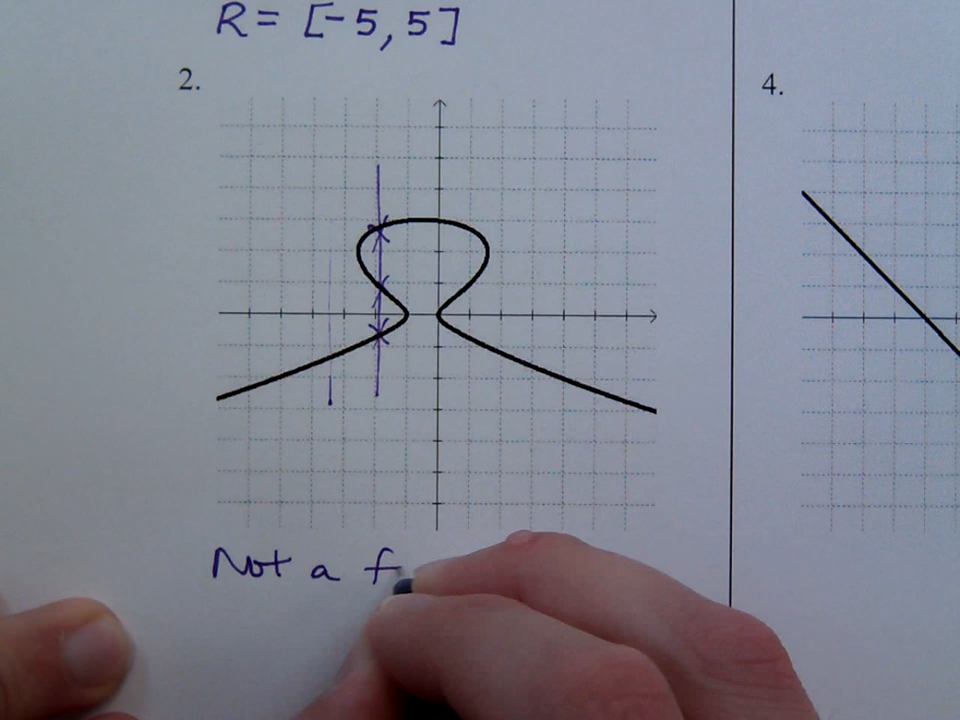 R = [-5, 5]
2.
4.
Not a f